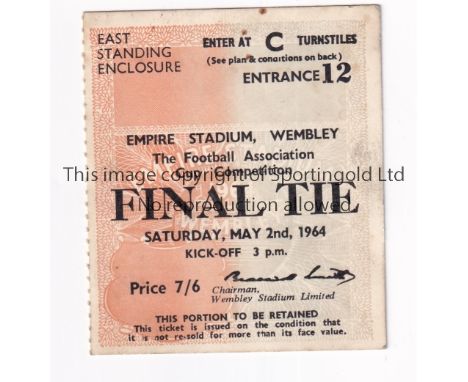 EAST
STANDING
ENCLOSURE
ENTER AT C TURNSTILES
(See plan & conditions on back)
ENTRANCE 12
EMPIRE STADIUM, WEMBLEY
The Football Association
Cup Competition
This image copyright of Sportingold Ltd
FINAL TIE
No reproduction allowed
SATURDAY, MAY 2nd, 1964
KICK-OFF 3 p.m.
Price 7/6
Chairman,
Wembley Stadium Limited
THIS PORTION TO BE RETAINED
This ticket is issued on the condition that
it is not re-sold for more than its face value.